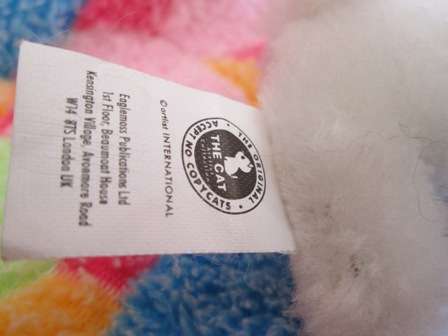 THE ORIGINAL
THE CAT
ACCEPT NO COPYCATS
© artlist INTERNATIONAL
Eaglemoss Publications Ltd
1st Floor, Beaumont House
Kensington Village, Avonmore Road
W14 8TS London UK